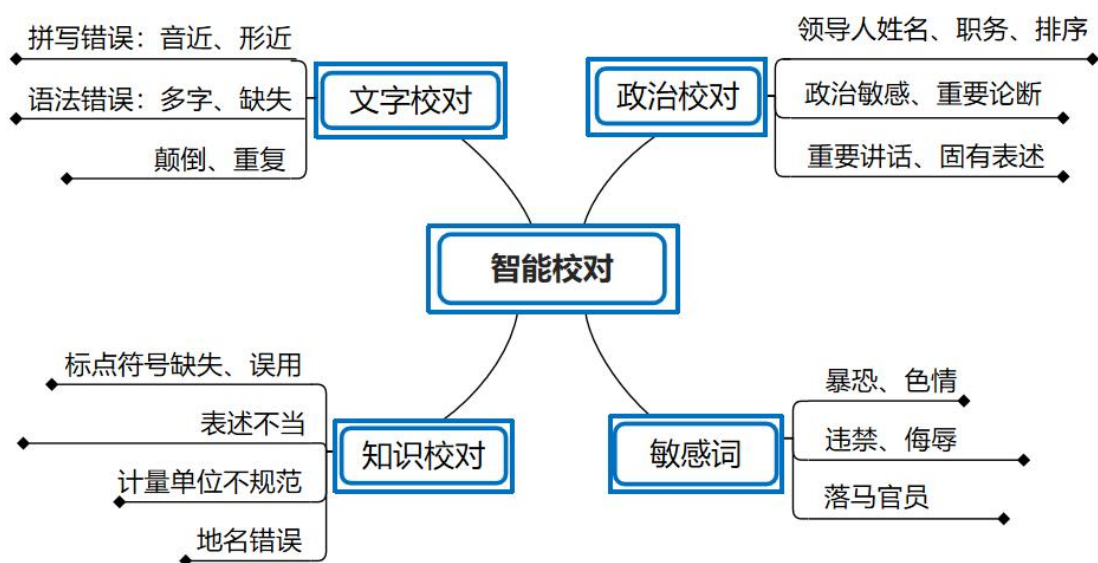 拼写错误：音近、形近
语法错误：多字、缺失
颠倒、重复
文字校对
领导人姓名、职务、排序
政治敏感、重要论断
重要讲话、固有表述
政治校对
智能校对
标点符号缺失、误用
表述不当
计量单位不规范
地名错误
知识校对
暴恐、色情
违禁、侮辱
落马官员
敏感词